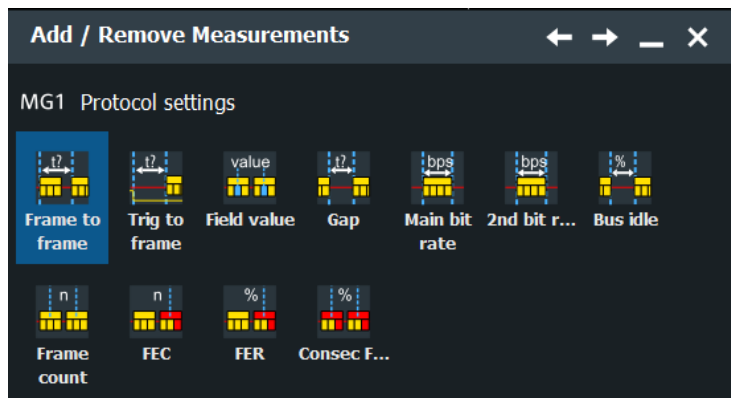 Add / Remove Measurements
MG1 Protocol settings
t? t? value t? bps bps %
Frame to Trig to Field value Gap Main bit 2nd bit r... Bus idle
frame frame rate
n n % %
Frame FEC FER Consec F...
count